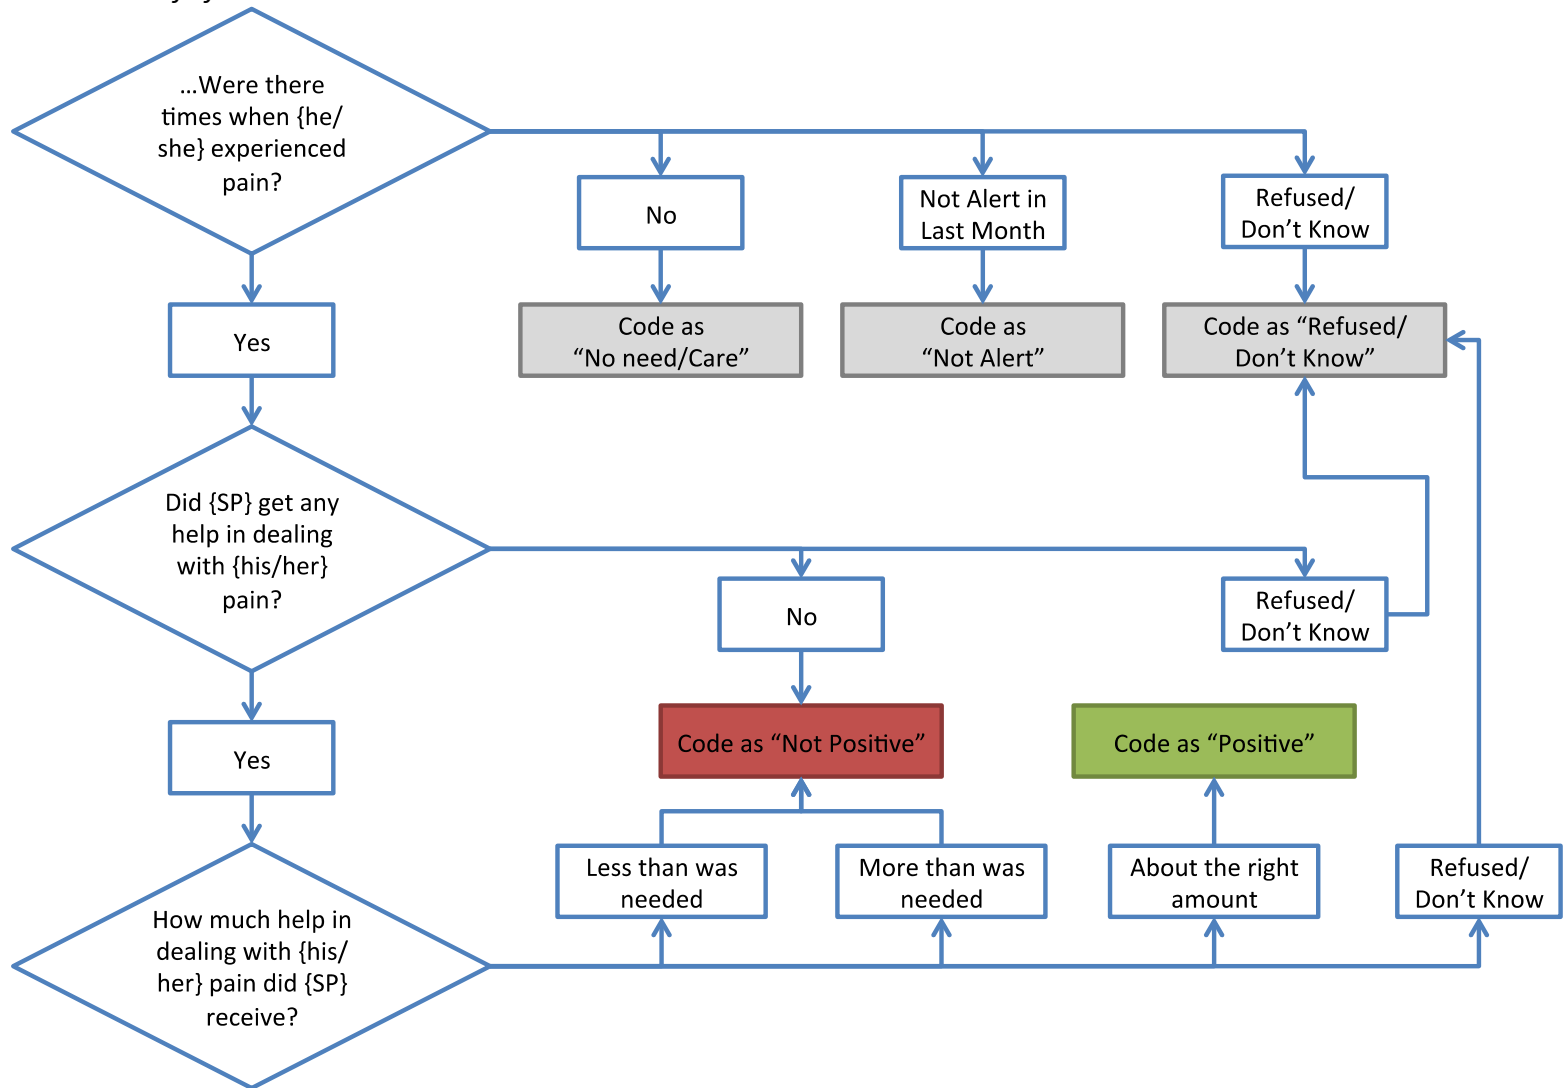 …Were there
times when {he/
she} experienced
pain?
No
Not Alert in
Last Month
Refused/
Don’t Know
Yes
Code as
“No need/Care”
Code as
“Not Alert”
Code as “Refused/
Don’t Know”
Did {SP} get any
help in dealing
with {his/her}
pain?
No
Refused/
Don’t Know
Yes
Code as “Not Positive”
Code as “Positive”
Less than was
needed
More than was
needed
About the right
amount
Refused/
Don’t Know
How much help in
dealing with {his/
her} pain did {SP}
receive?